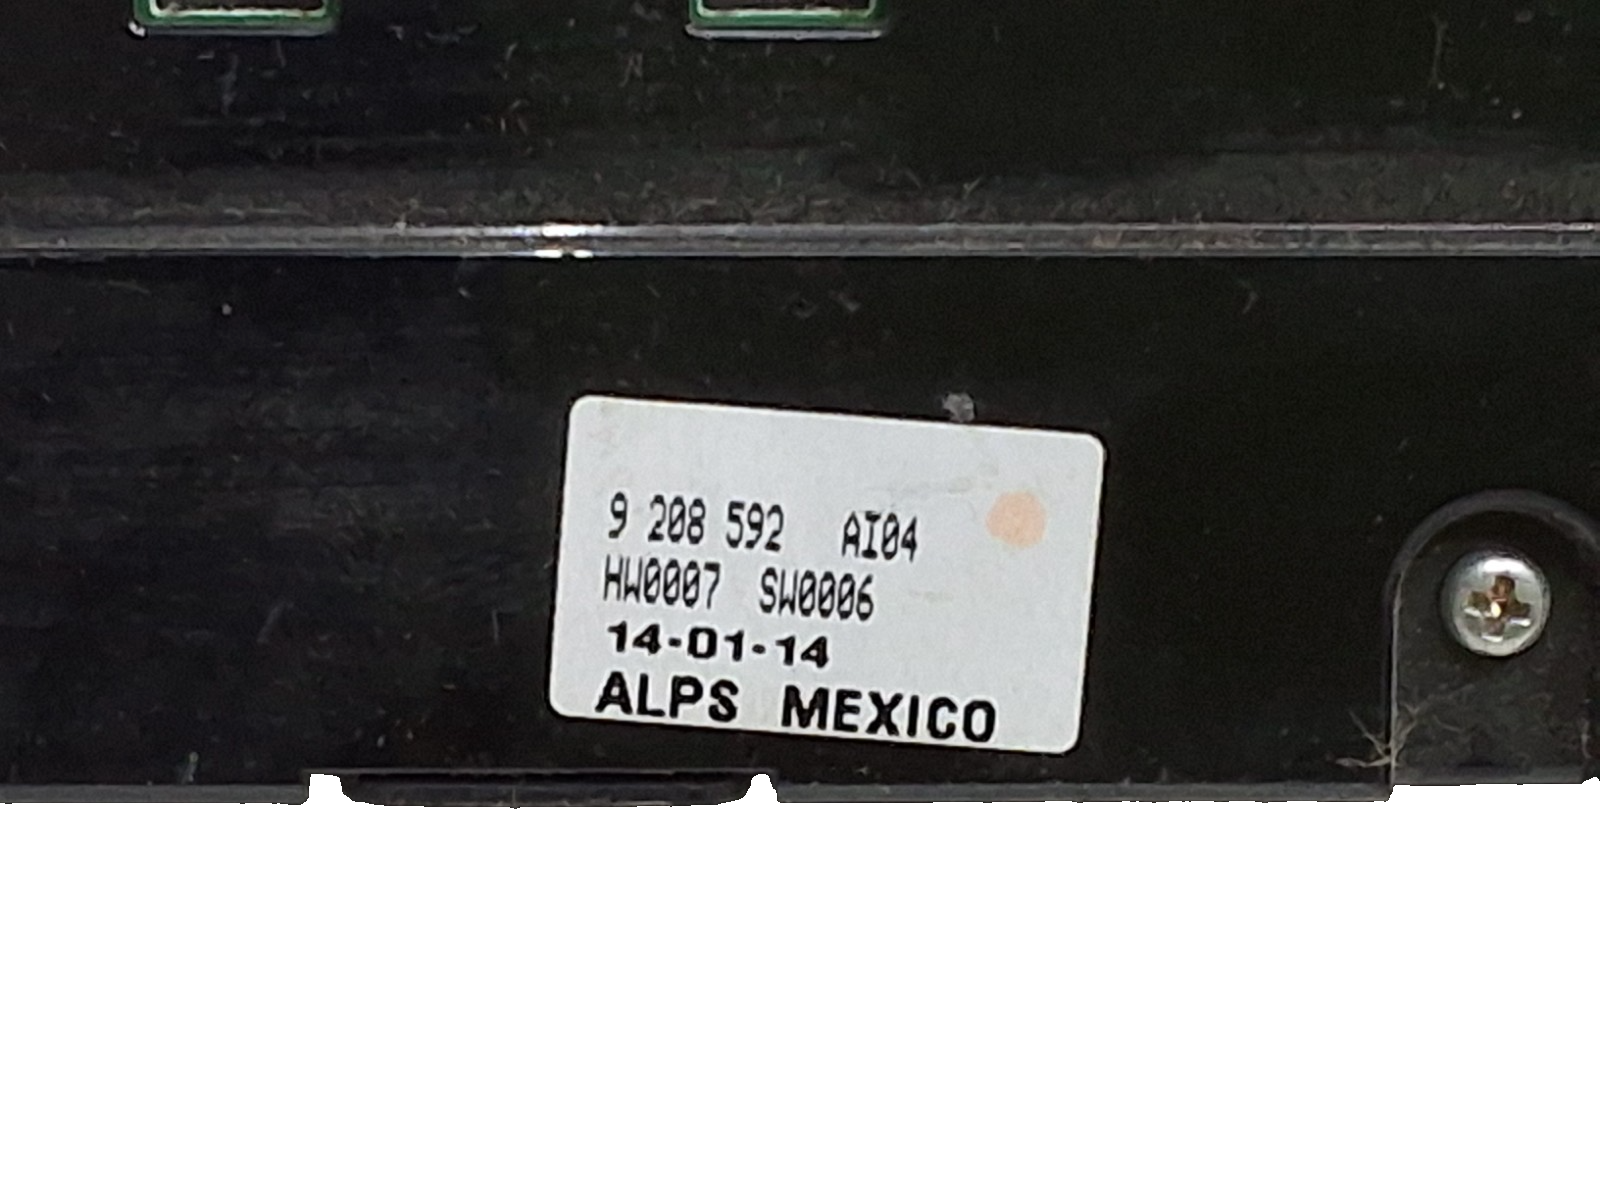 9 208 592 AI04
HW0007 SW0006
14-01-14
ALPS MEXICO